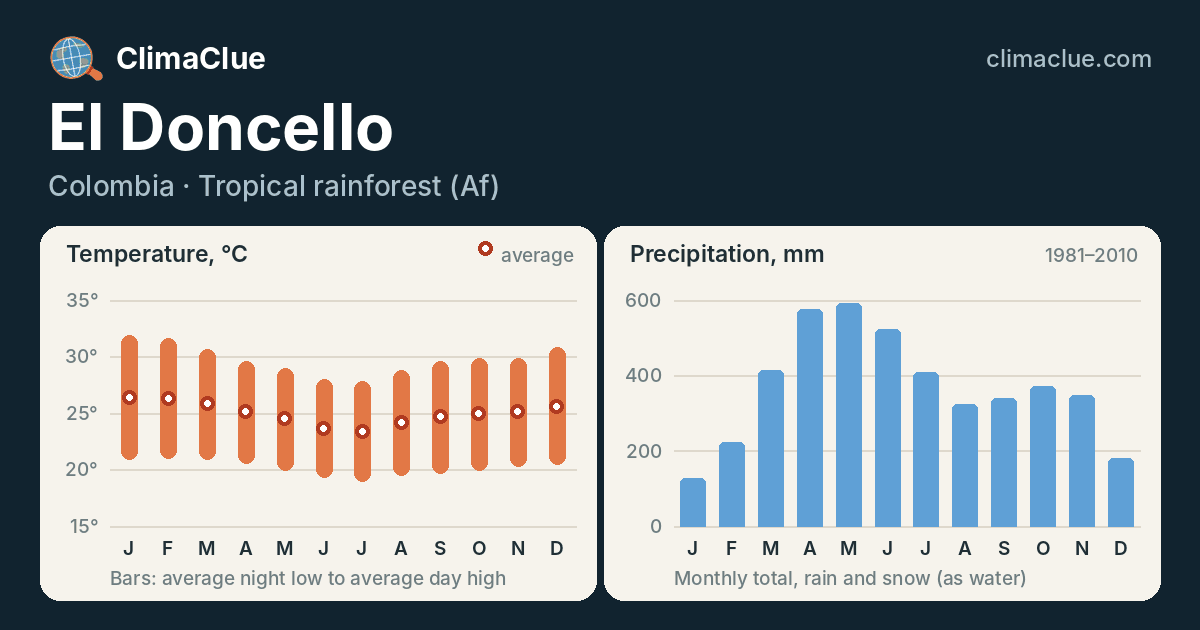 ClimaClue
climaclue.com
El Doncello
Colombia · Tropical rainforest (Af)
Temperature, °C
average
35°
30°
25°
20°
15°
J F M A M J J A S O N D
Bars: average night low to average day high
Precipitation, mm
1981–2010
600
400
200
0
J F M A M J J A S O N D
Monthly total, rain and snow (as water)